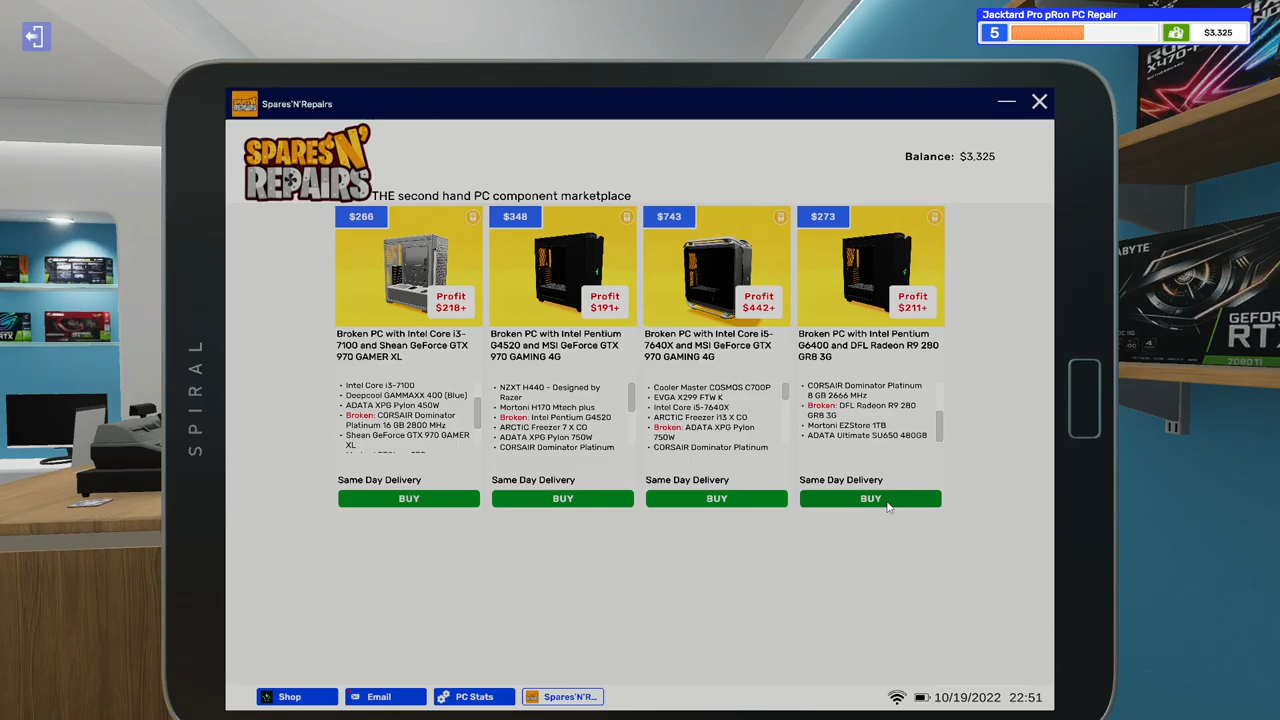 Jacktard Pro pRon PC Repair
5
$3,325
Spares'N'Repairs
SPARES N'
REPAIRS
THE second hand PC component marketplace
Balance: $3,325
$266
Profit
$218+
Broken PC with Intel Core i3-
7100 and Shean GeForce GTX
970 GAMER XL
• Intel Core i3-7100
• Deepcool GAMMAXX 400 (Blue)
• ADATA XPG Pylon 450W
• Broken: CORSAIR Dominator
Platinum 16 GB 2800 MHz
• Shean GeForce GTX 970 GAMER
XL
Same Day Delivery
BUY
$348
Profit
$191+
Broken PC with Intel Pentium
G4520 and MSI GeForce GTX
970 GAMING 4G
• NZXT H440 - Designed by
Razer
• Mortoni H170 Mtech plus
• Broken: Intel Pentium G4520
• ARCTIC Freezer 7 X CO
• ADATA XPG Pylon 750W
• CORSAIR Dominator Platinum
Same Day Delivery
BUY
$743
Profit
$442+
Broken PC with Intel Core i5-
7640X and MSI GeForce GTX
970 GAMING 4G
• Cooler Master COSMOS C700P
• EVGA X299 FTW K
• Intel Core i5-7640X
• ARCTIC Freezer i13 X CO
• Broken: ADATA XPG Pylon
750W
• CORSAIR Dominator Platinum
Same Day Delivery
BUY
$273
Profit
$211+
Broken PC with Intel Pentium
G6400 and DFL Radeon R9 280
GR8 3G
• CORSAIR Dominator Platinum
8 GB 2666 MHz
• Broken: DFL Radeon R9 280
GR8 3G
• Mortoni EZStore 1TB
• ADATA Ultimate SU650 480GB
Same Day Delivery
BUY
SPIRAL
Shop
Email
PC Stats
Spares'N'R...
10/19/2022 22:51
X470-
GEFOR
RTX
2080 Ti